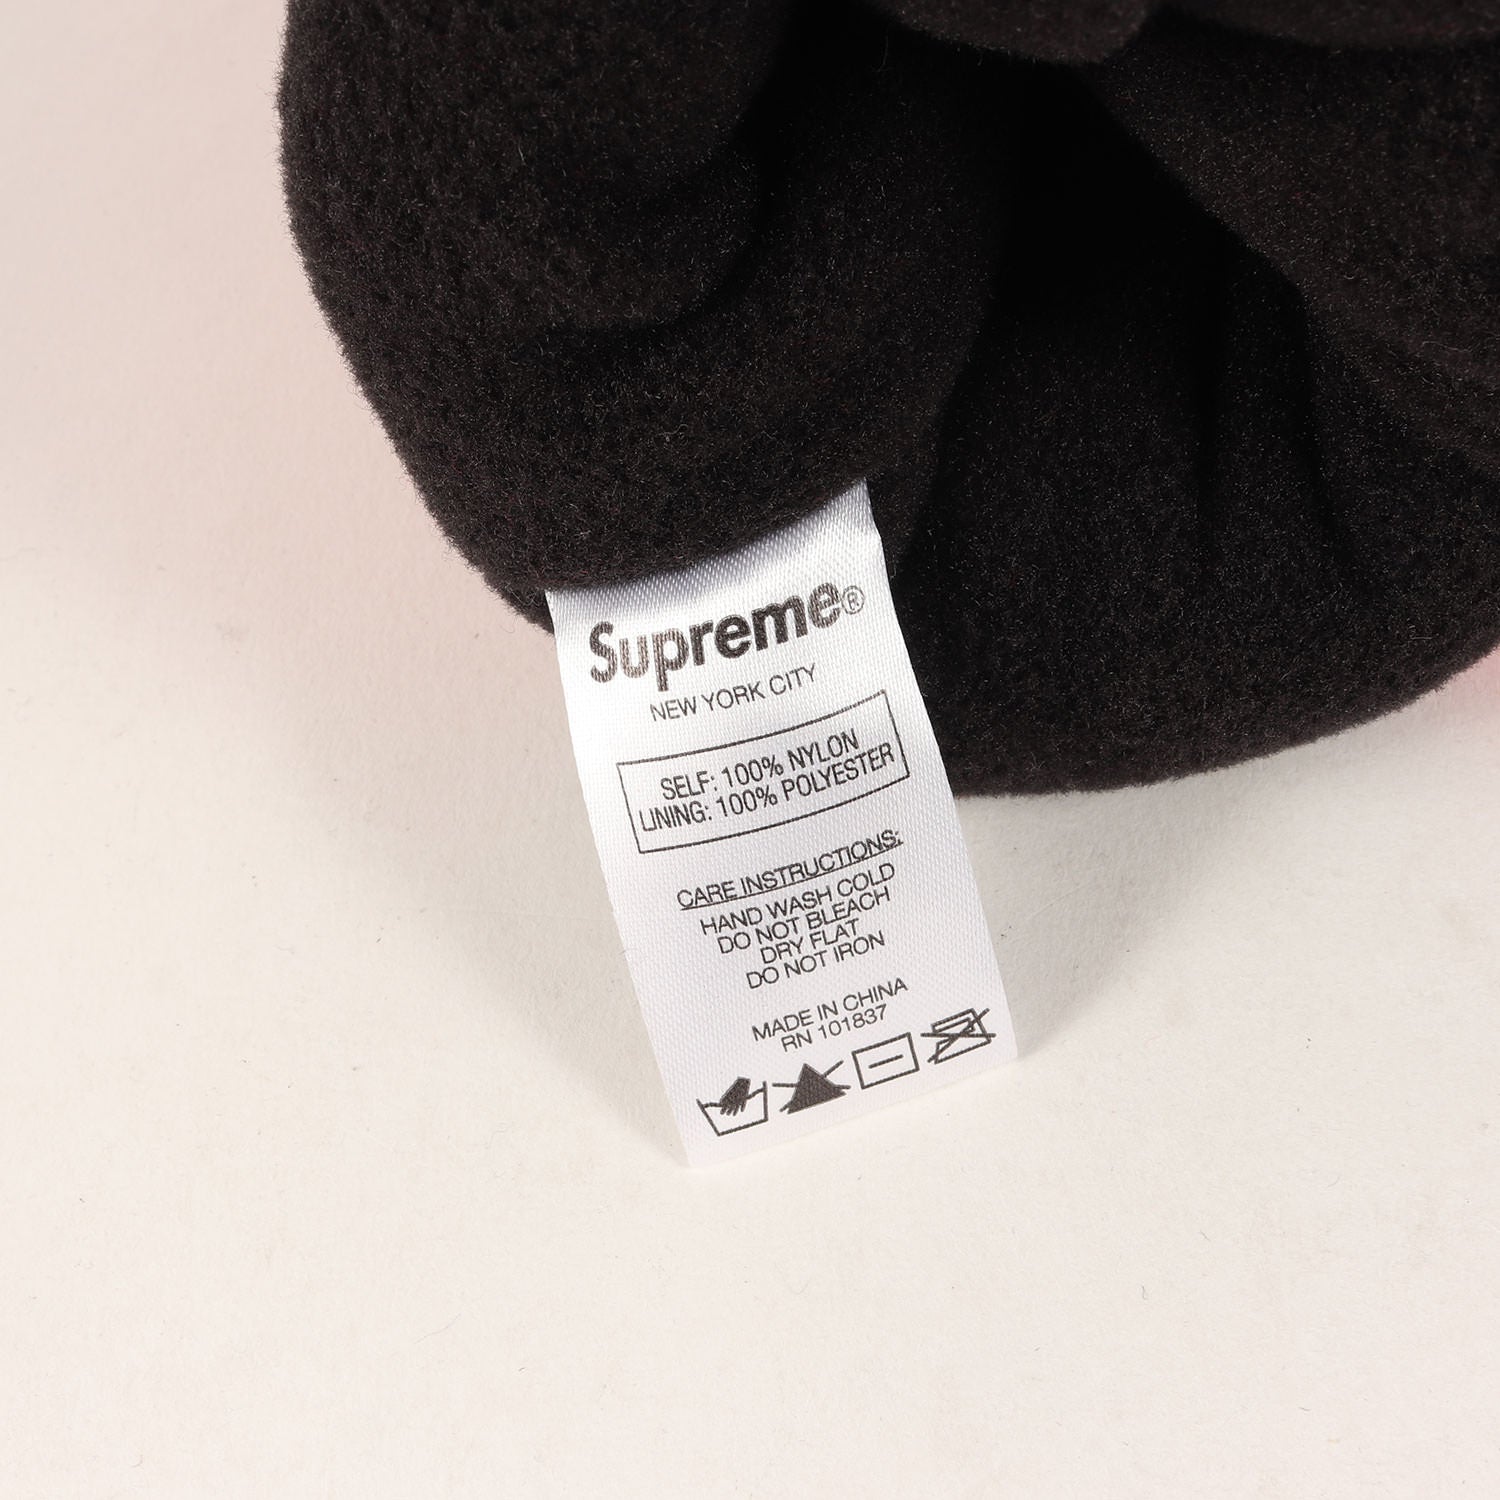 Supreme®
NEW YORK CITY
SELF: 100% NYLON
LINING: 100% POLYESTER
CARE INSTRUCTIONS:
HAND WASH COLD
DO NOT BLEACH
DRY FLAT
DO NOT IRON
MADE IN CHINA
RN 101837